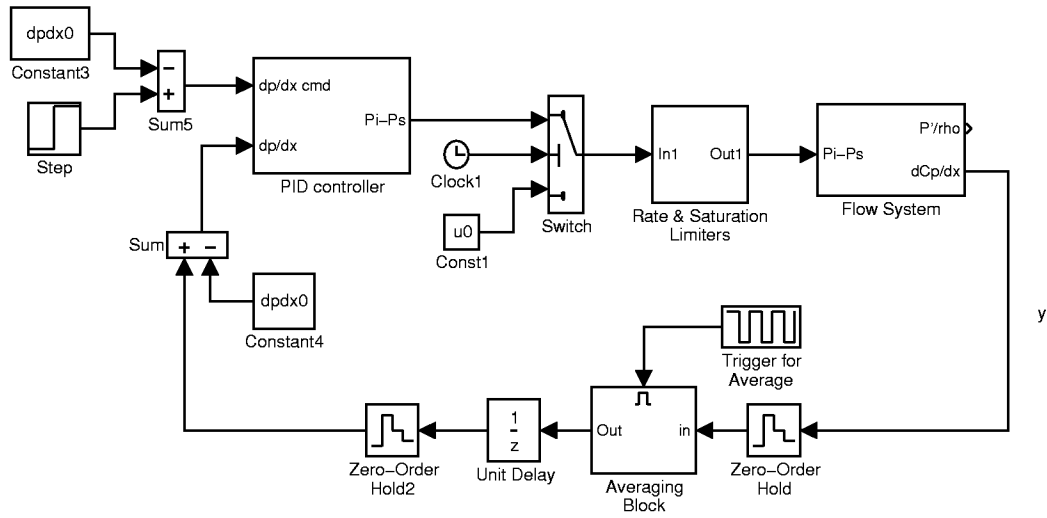 dpdx0
Constant3
−
+
Sum5
Step
dp/dx cmd
dp/dx
Pi−Ps
PID controller
Clock1
u0
Const1
Switch
In1
Out1
Rate & Saturation
Limiters
Pi−Ps
P'/rho
dCp/dx
Flow System
Sum
+ −
dpdx0
Constant4
y
Trigger for
Average
Zero−Order
Hold2
1
z
Unit Delay
Out
in
Averaging
Block
Zero−Order
Hold